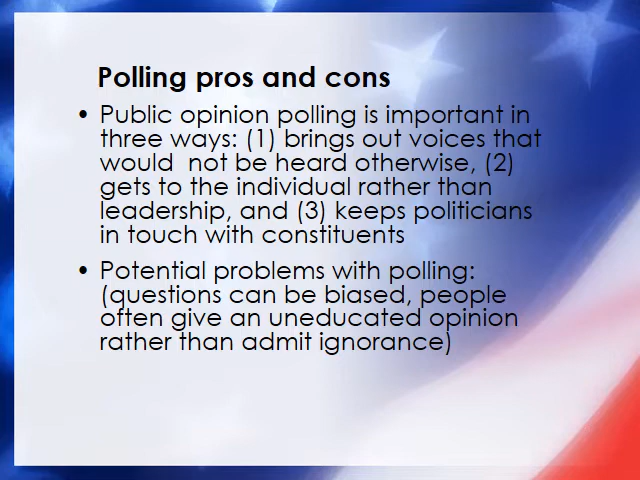 Polling pros and cons
• Public opinion polling is important in
three ways: (1) brings out voices that
would  not be heard otherwise, (2)
gets to the individual rather than
leadership, and (3) keeps politicians
in touch with constituents
• Potential problems with polling:
(questions can be biased, people
often give an uneducated opinion
rather than admit ignorance)